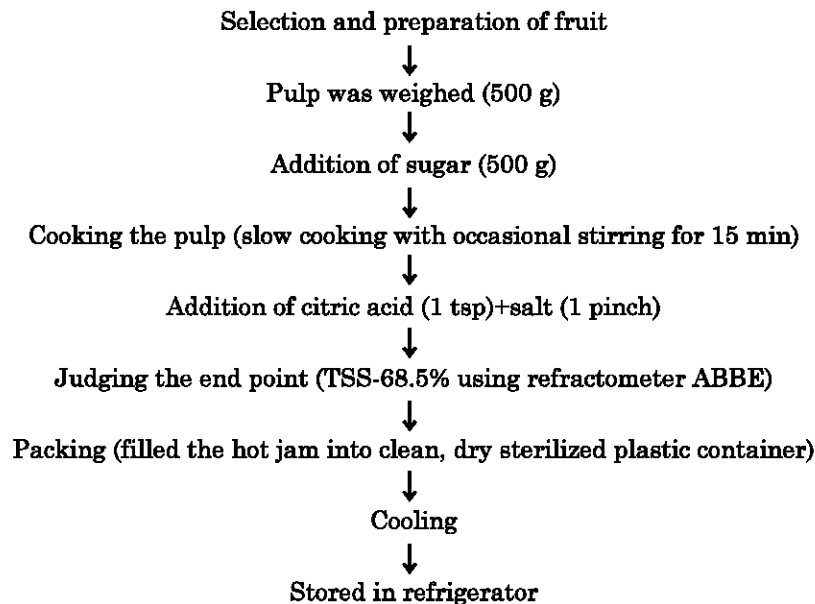 Selection and preparation of fruit
Pulp was weighed (500 g)
Addition of sugar (500 g)
Cooking the pulp (slow cooking with occasional stirring for 15 min)
Addition of citric acid (1 tsp)+salt (1 pinch)
Judging the end point (TSS-68.5% using refractometer ABBE)
Packing (filled the hot jam into clean, dry sterilized plastic container)
Cooling
Stored in refrigerator